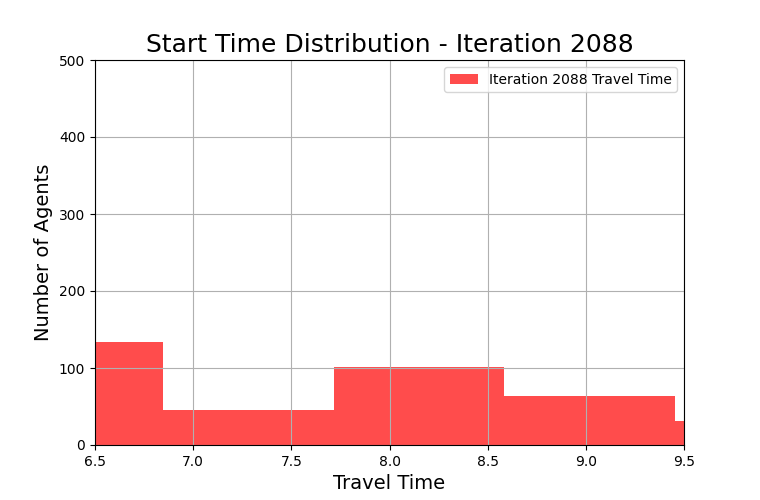 Start Time Distribution - Iteration 2088
Iteration 2088 Travel Time
Number of Agents
500
400
300
200
100
0
6.5 7.0 7.5 8.0 8.5 9.0 9.5
Travel Time